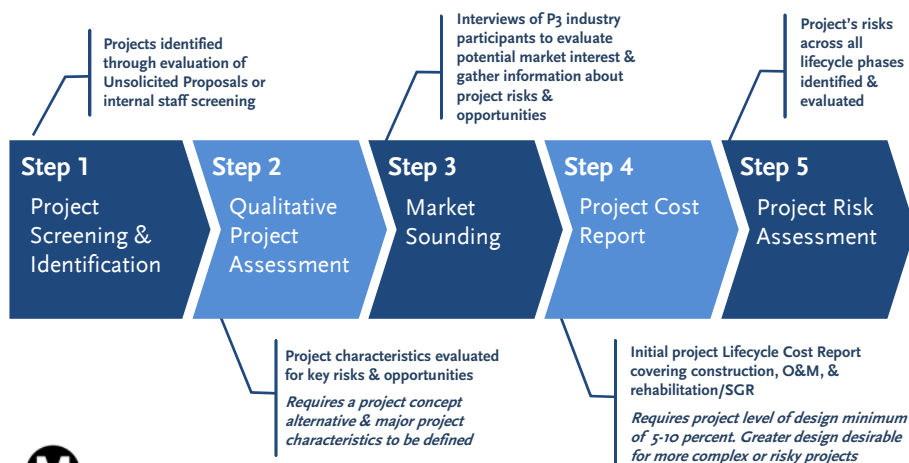 Projects identified
through evaluation of
Unsolicited Proposals or
internal staff screening
Interviews of P3 industry
participants to evaluate
potential market interest &
gather information about
project risks &
opportunities
Project's risks
across all
lifecycle phases
identified &
evaluated
Step 1
Project
Screening &
Identification
Step 2
Qualitative
Project
Assessment
Step 3
Market
Sounding
Step 4
Project Cost
Report
Step 5
Project Risk
Assessment
Project characteristics evaluated
for key risks & opportunities
Requires a project concept
alternative & major project
characteristics to be defined
Initial project Lifecycle Cost Report
covering construction, O&M, &
rehabilitation/SGR
Requires project level of design minimum
of 5-10 percent. Greater design desirable
for more complex or risky projects